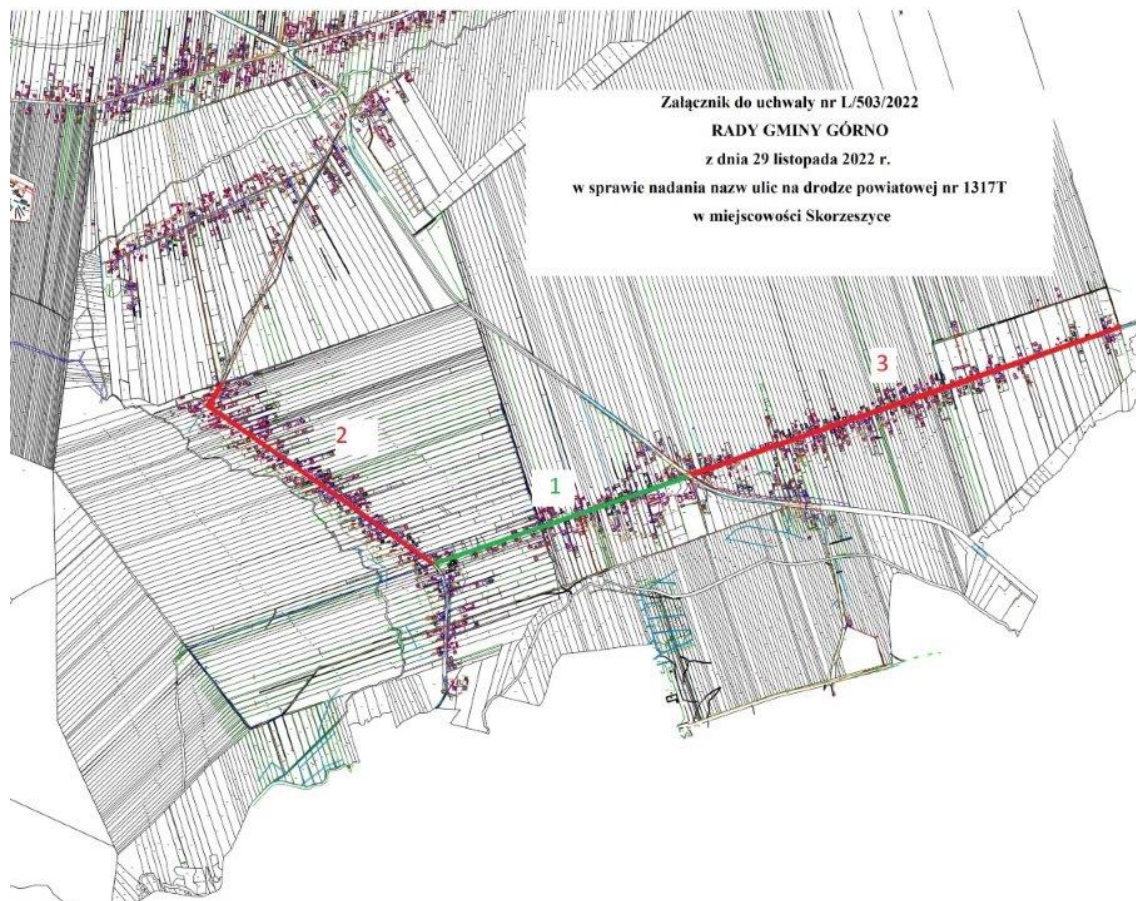 Załącznik do uchwały nr L/503/2022
RADY GMINY GÓRNO
z dnia 29 listopada 2022 r.
w sprawie nadania nazw ulic na drodze powiatowej nr 1317T
w miejscowości Skorzeszyce
3
2
1